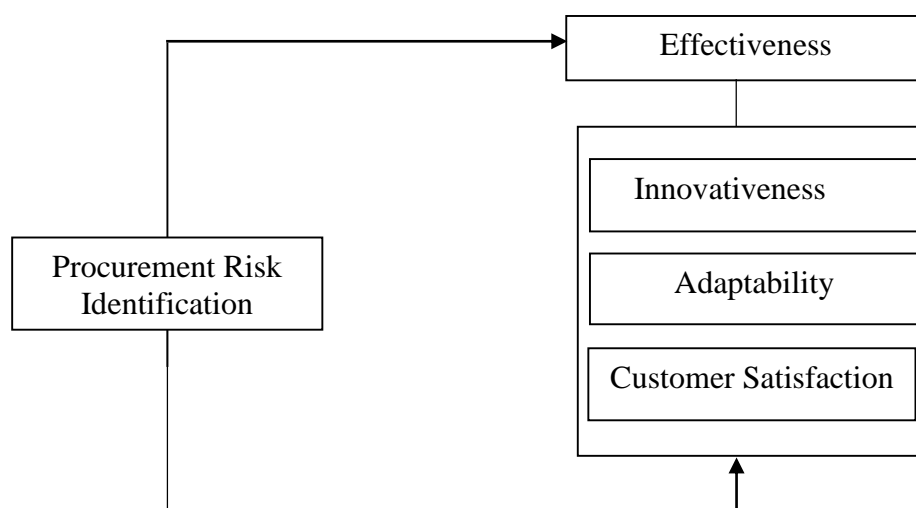 Effectiveness
Innovativeness
Procurement Risk
Identification
Adaptability
Customer Satisfaction